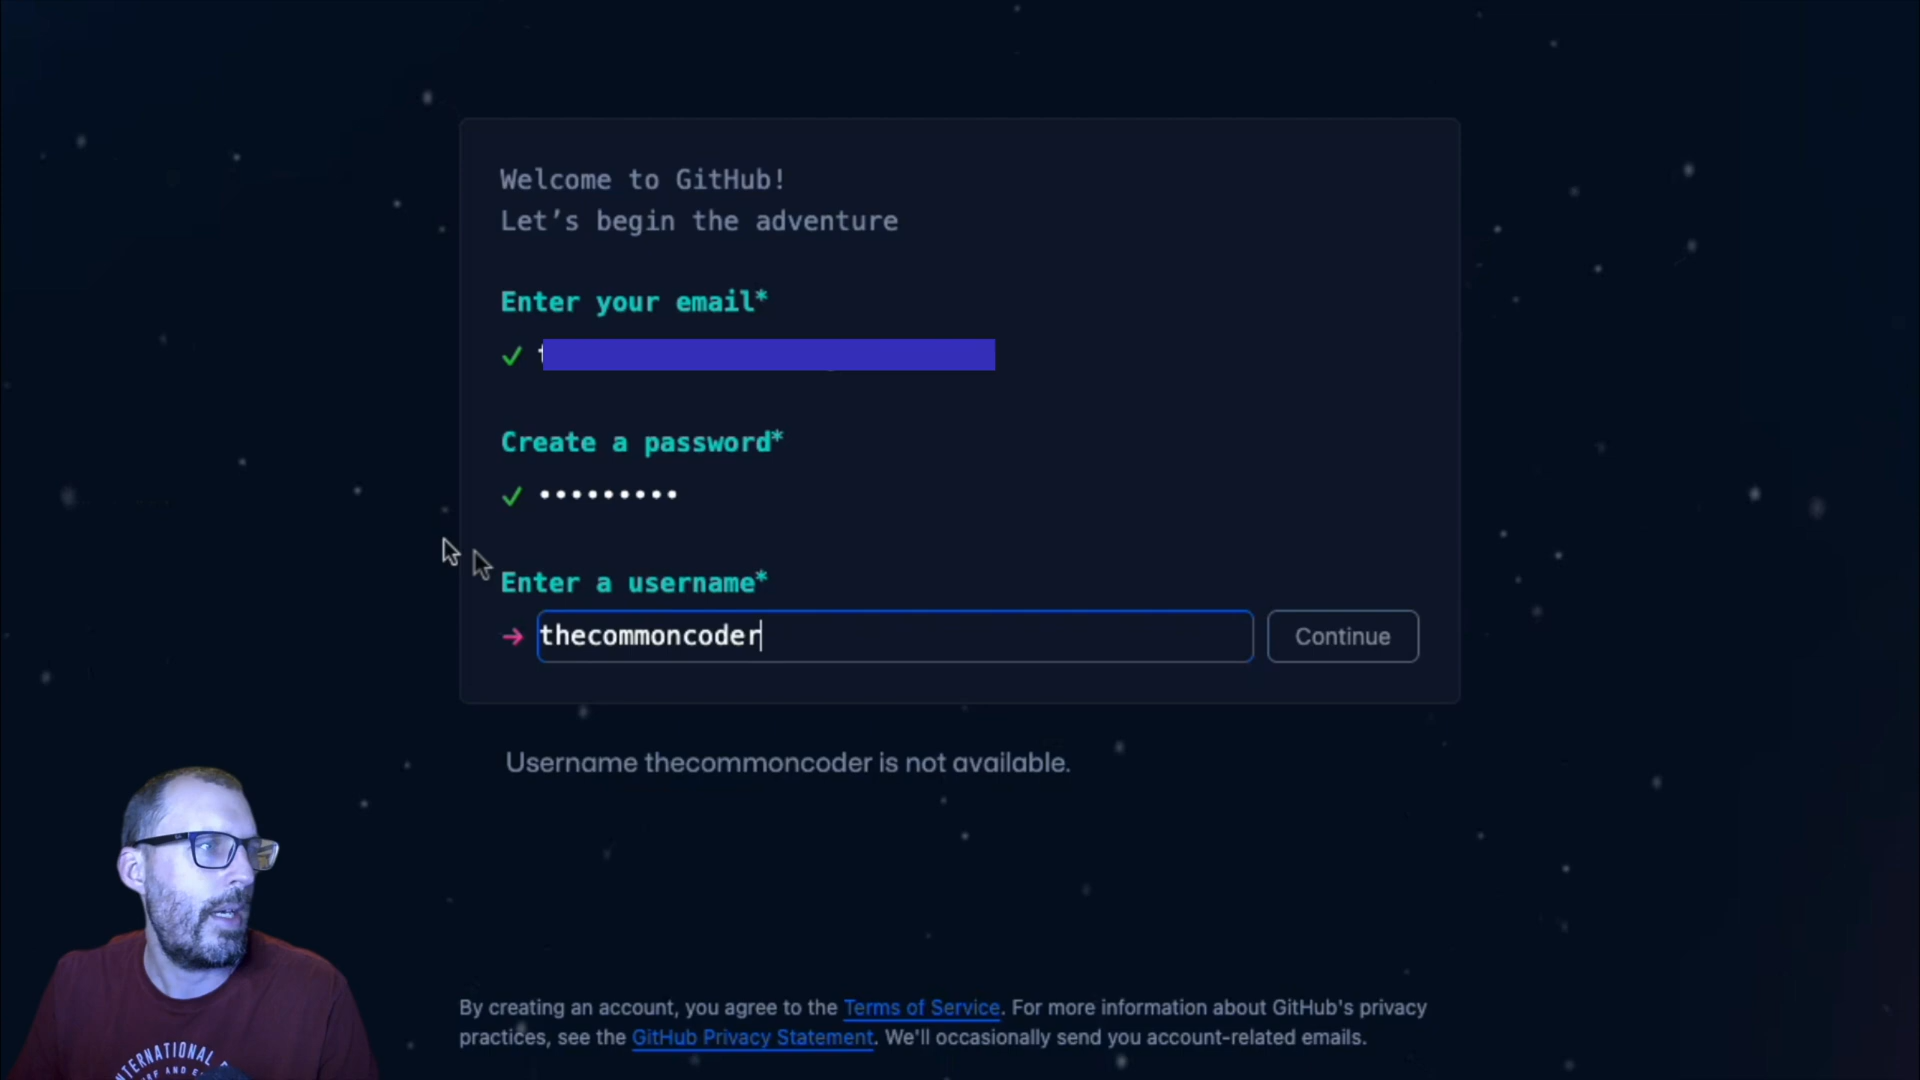 Welcome to GitHub!
Let’s begin the adventure
Enter your email*
✓
Create a password*
✓ •••••••••
Enter a username*
→ thecommoncoder
Continue
Username thecommoncoder is not available.
By creating an account, you agree to the Terms of Service. For more information about GitHub's privacy
practices, see the GitHub Privacy Statement. We'll occasionally send you account-related emails.
INTERNATIONAL
AND